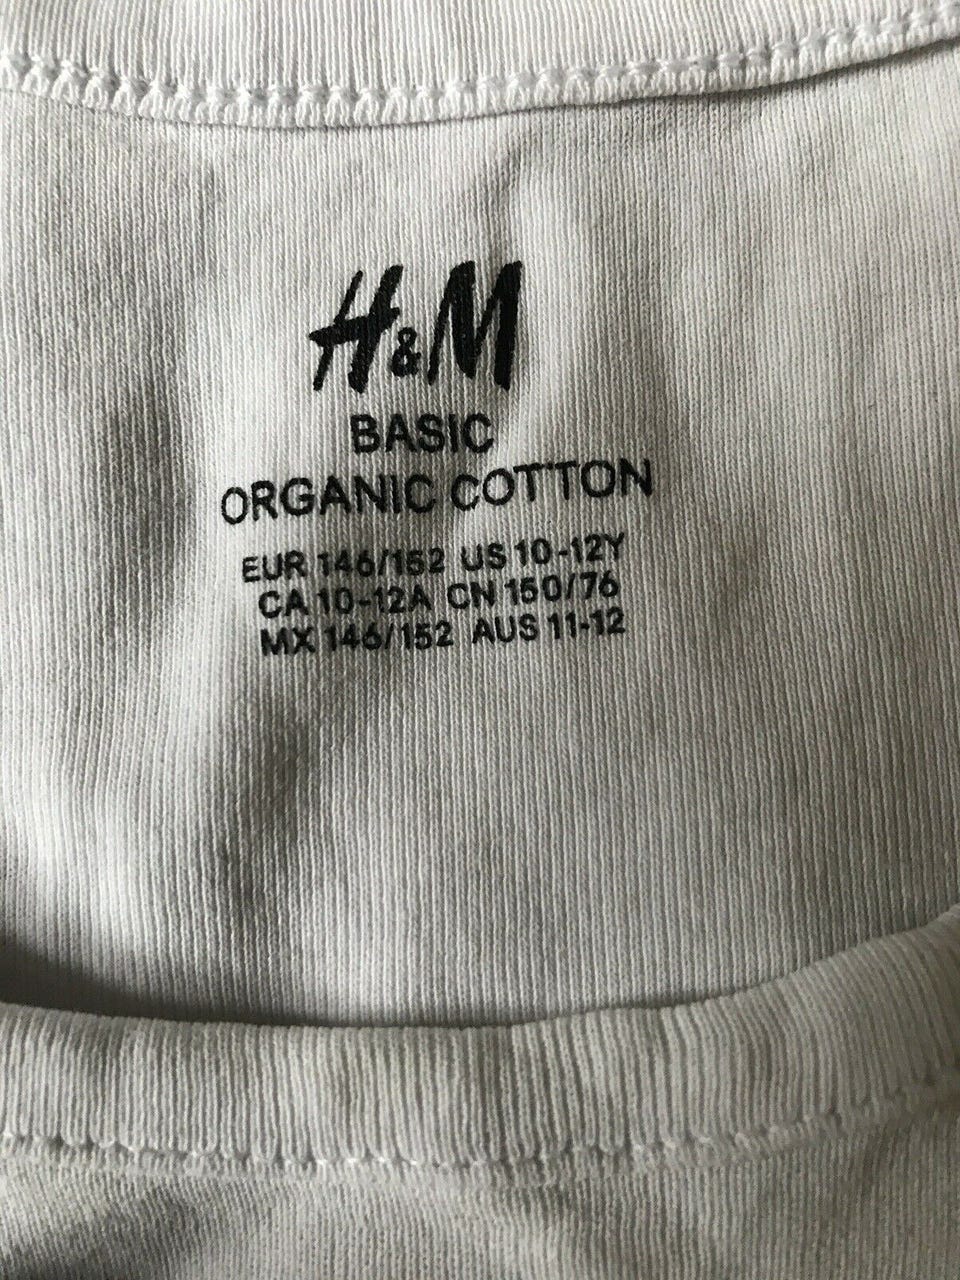 H&M
BASIC
ORGANIC COTTON
EUR 146/152 US 10-12Y
CA 10-12A CN 150/76
MX 146/152 AUS 11-12